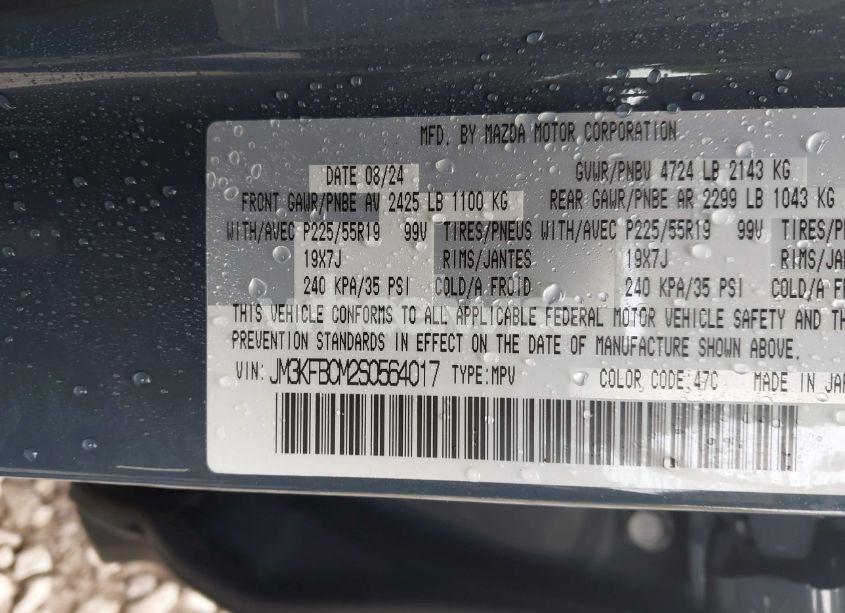 MFD. BY MAZDA MOTOR CORPORATION
DATE 08/24 GVWR/PNBV 4724 LB 2143 KG
FRONT GAWR/PNBE AV 2425 LB 1100 KG REAR GAWR/PNBE AR 2299 LB 1043 KG
WITH/AVEC P225/55R19 99V TIRES/PNEUS WITH/AVEC P225/55R19 99V TIRES/PN
19X7J RIMS/JANTES 19X7J RIMS/JA
240 KPA/35 PSI COLD/A FROID 240 KPA/35 PSI COLD/A F
THIS VEHICLE CONFORMS TO ALL APPLICABLE FEDERAL MOTOR VEHICLE SAFETY AND TH
PREVENTION STANDARDS IN EFFECT ON THE DATE OF MANUFACTURE SHOWN ABOVE.
VIN: JM3KFBCM2S0564017 TYPE:MPV COLOR CODE:47C MADE IN JAP